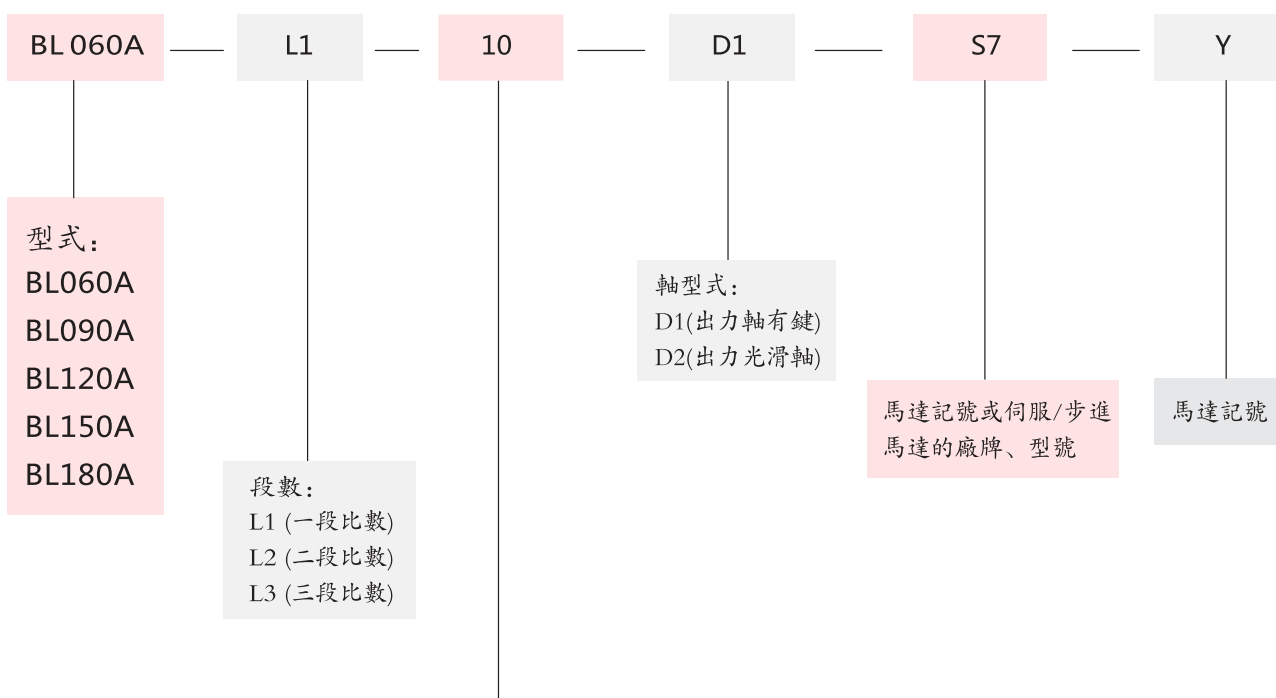 BL 060A — L1 — 10 — D1 — S7 — Y
型式：
BL060A
BL090A
BL120A
BL150A
BL180A
段數：
L1 (一段比數)
L2 (二段比數)
L3 (三段比數)
軸型式：
D1(出力軸有鍵)
D2(出力光滑軸)
馬達記號或伺服/步進
馬達的廠牌、型號
馬達記號